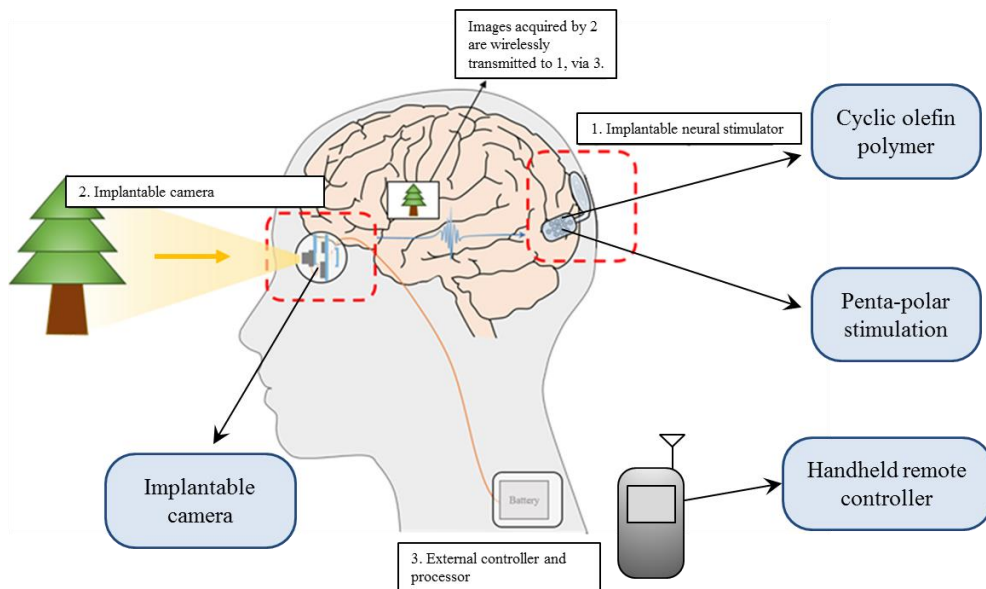 Images acquired by 2
are wirelessly
transmitted to 1, via 3.
1. Implantable neural stimulator
Cyclic olefin
polymer
2. Implantable camera
Penta-polar
stimulation
Implantable
camera
Battery
Handheld remote
controller
3. External controller and
processor